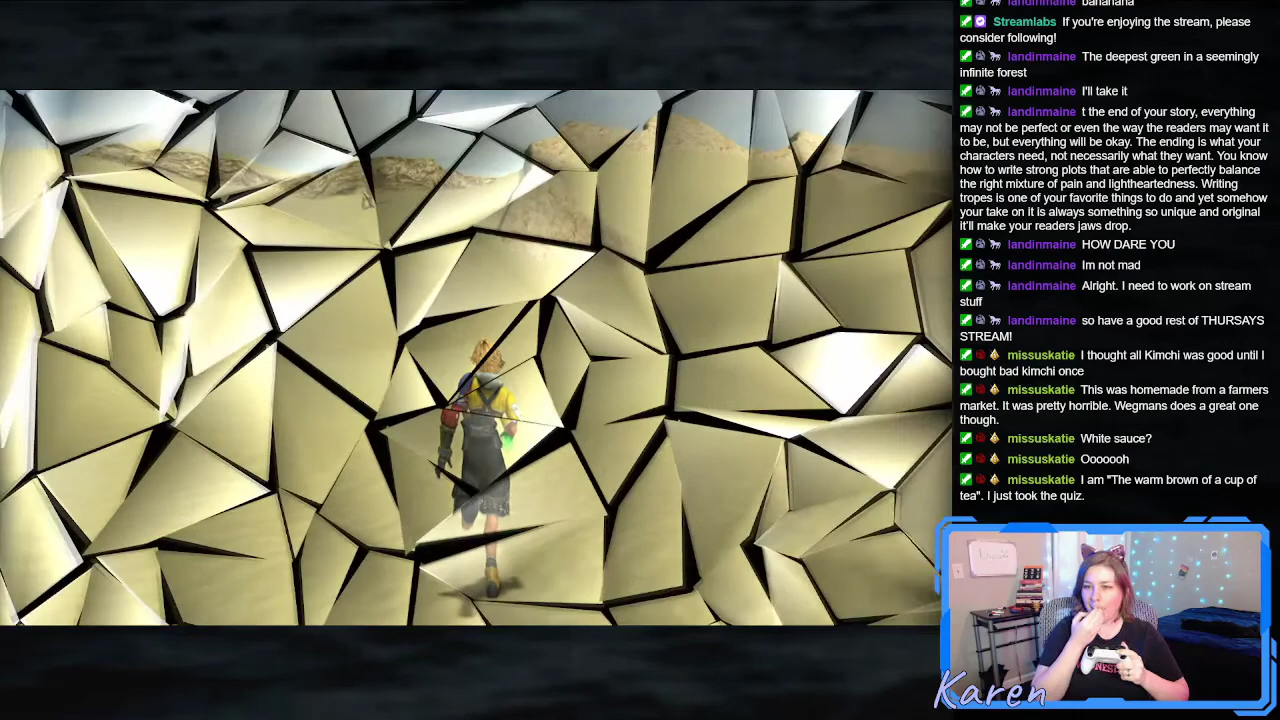 landinmaine bananana
Streamlabs If you're enjoying the stream, please
consider following!
landinmaine The deepest green in a seemingly
infinite forest
landinmaine I'll take it
landinmaine t the end of your story, everything
may not be perfect or even the way the readers may want it
to be, but everything will be okay. The ending is what your
characters need, not necessarily what they want. You know
how to write strong plots that are able to perfectly balance
the right mixture of pain and lightheartedness. Writing
tropes is one of your favorite things to do and yet somehow
your take on it is always something so unique and original
it'll make your readers jaws drop.
landinmaine HOW DARE YOU
landinmaine Im not mad
landinmaine Alright. I need to work on stream
stuff
landinmaine so have a good rest of THURSAYS
STREAM!
missuskatie I thought all Kimchi was good until I
bought bad kimchi once
missuskatie This was homemade from a farmers
market. It was pretty horrible. Wegmans does a great one
though.
missuskatie White sauce?
missuskatie Ooooooh
missuskatie I am "The warm brown of a cup of
tea". I just took the quiz.
Karen